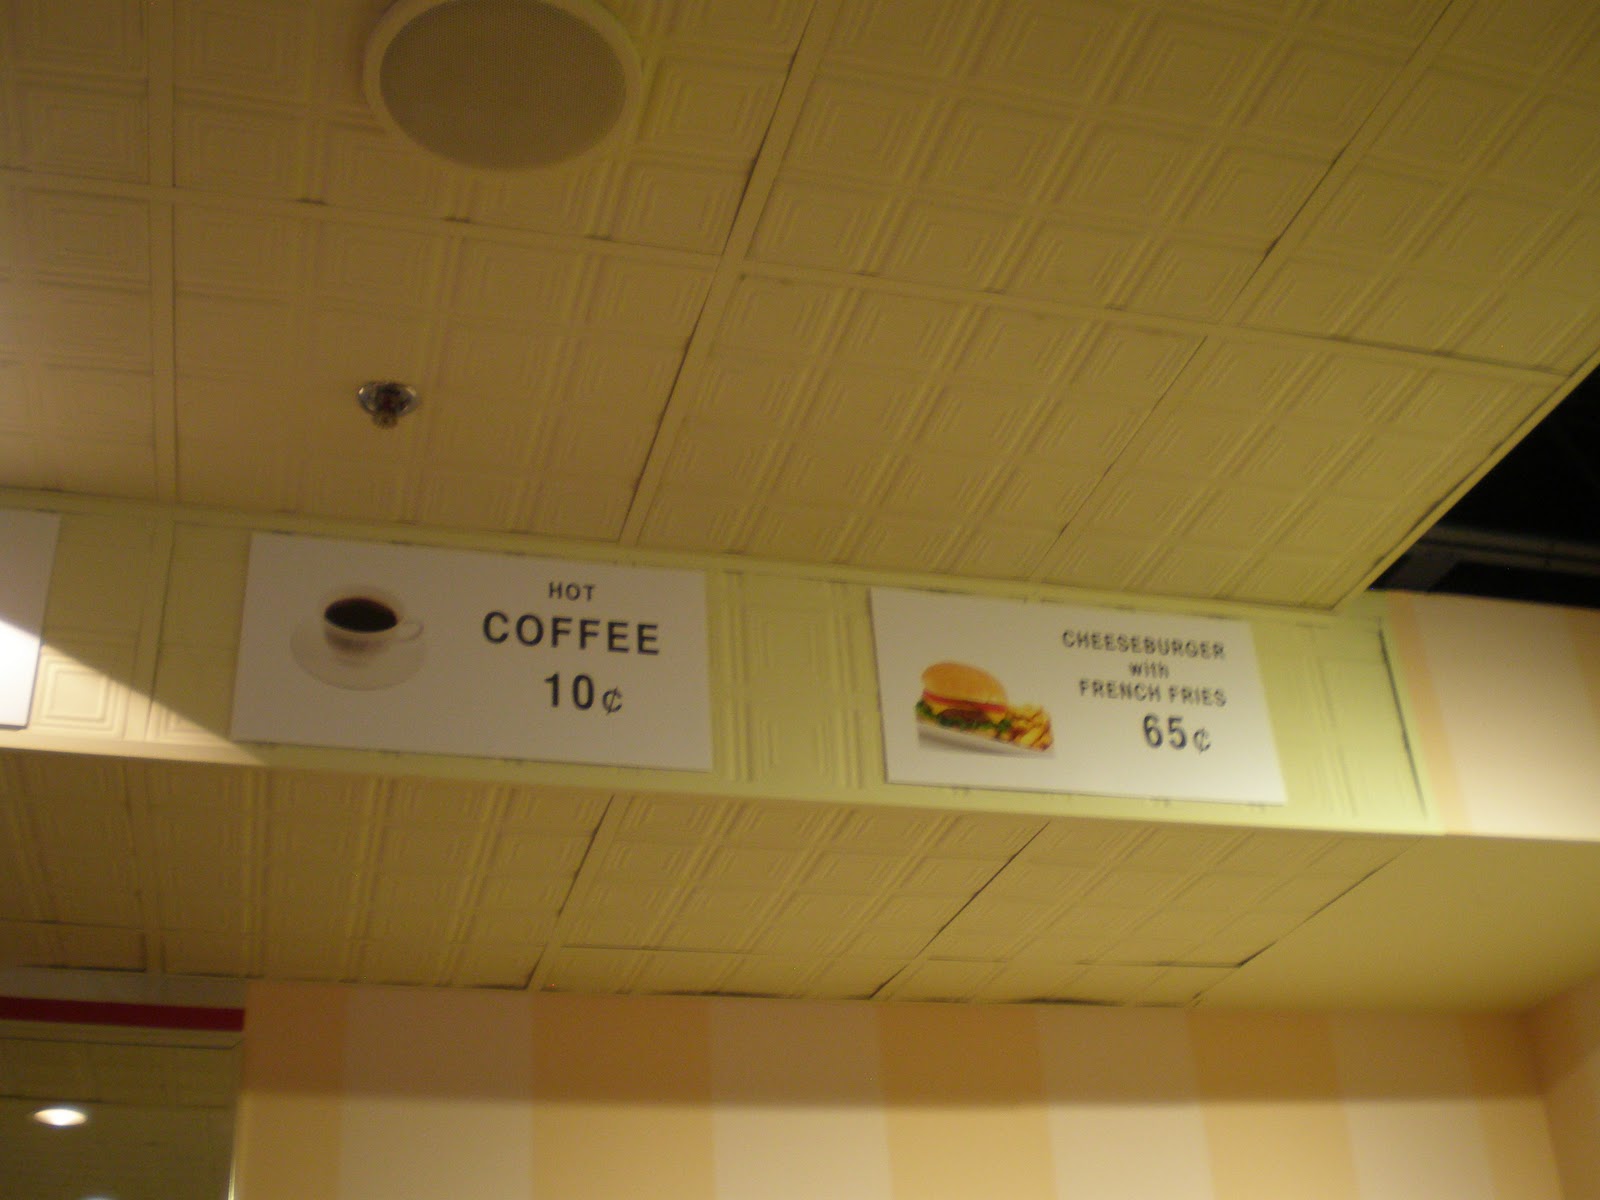 HOT
COFFEE
10¢
CHEESEBURGER
with
FRENCH FRIES
65¢